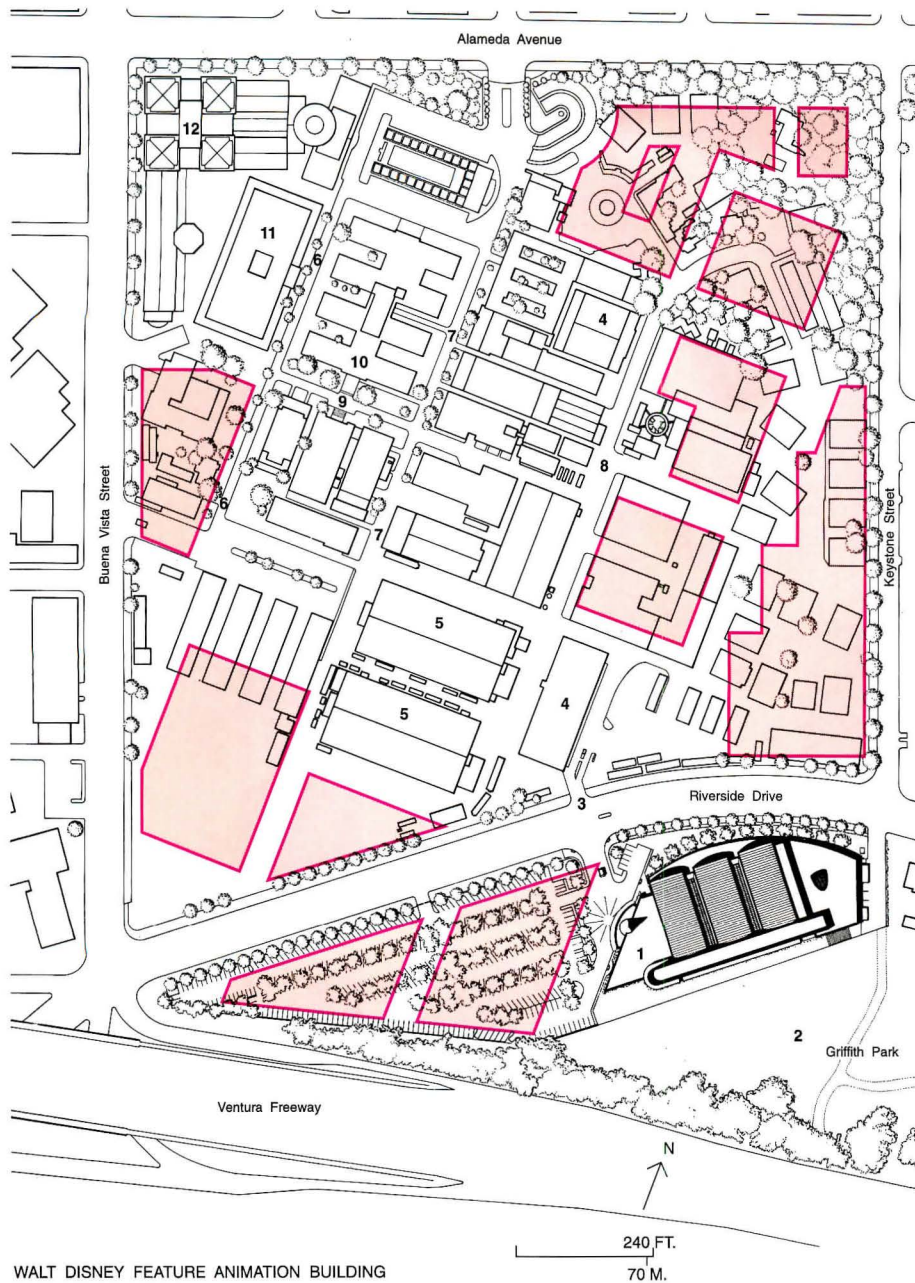 Alameda Avenue
12
11
6
4
7
10
9
8
Buena Vista Street
6
Keystone Street
7
5
5
4
Riverside Drive
3
1
2
Griffith Park
Ventura Freeway
N
240 FT.
70 M.
WALT DISNEY FEATURE ANIMATION BUILDING